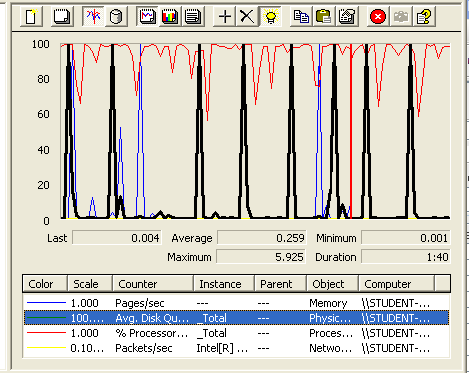 100
80
60
40
20
0
Last 0.004 Average 0.259 Minimum 0.001
Maximum 5.925 Duration 1:40
Color Scale Counter Instance Parent Object Computer
1.000 Pages/sec --- --- Memory \\STUDENT-...
100.... Avg. Disk Qu... _Total --- Physic... \\STUDENT-...
1.000 % Processor... _Total --- Proces... \\STUDENT-...
0.10... Packets/sec Intel[R] ... --- Netwo... \\STUDENT-...